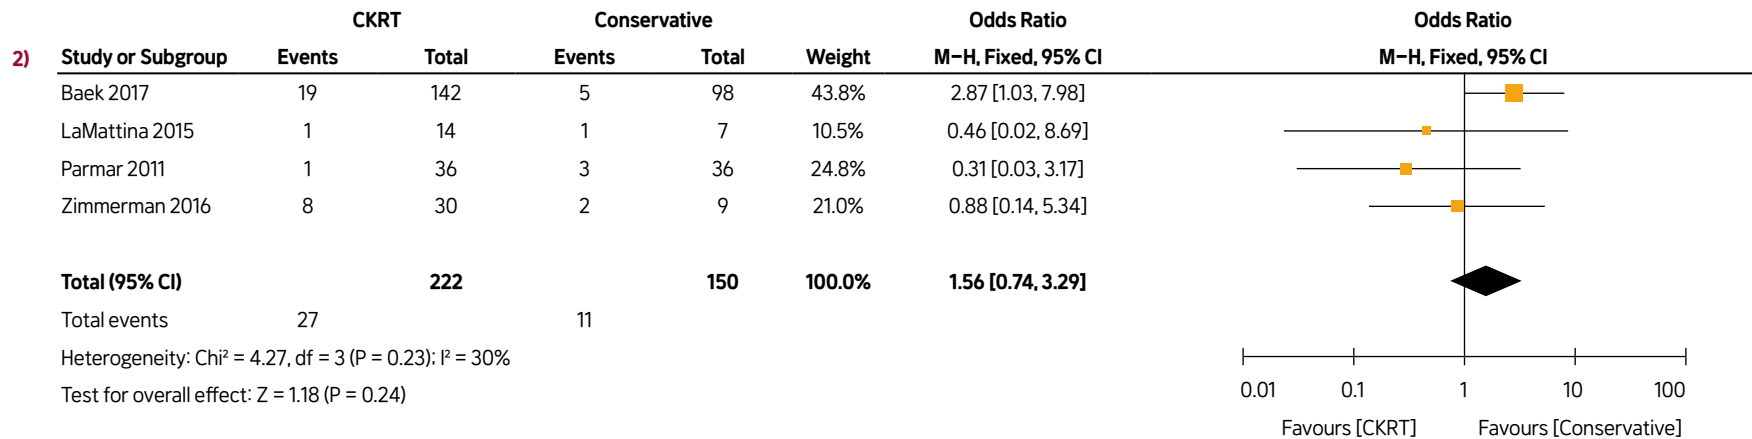 CKRT Conservative Odds Ratio Odds Ratio
2) Study or Subgroup Events Total Events Total Weight M–H, Fixed, 95% CI M–H, Fixed, 95% CI
Baek 2017 19 142 5 98 43.8% 2.87 [1.03, 7.98]
LaMattina 2015 1 14 1 7 10.5% 0.46 [0.02, 8.69]
Parmar 2011 1 36 3 36 24.8% 0.31 [0.03, 3.17]
Zimmerman 2016 8 30 2 9 21.0% 0.88 [0.14, 5.34]
Total (95% CI) 222 150 100.0% 1.56 [0.74, 3.29]
Total events 27 11
Heterogeneity: Chi² = 4.27, df = 3 (P = 0.23); I² = 30%
Test for overall effect: Z = 1.18 (P = 0.24)
0.01 0.1 1 10 100
Favours [CKRT] Favours [Conservative]